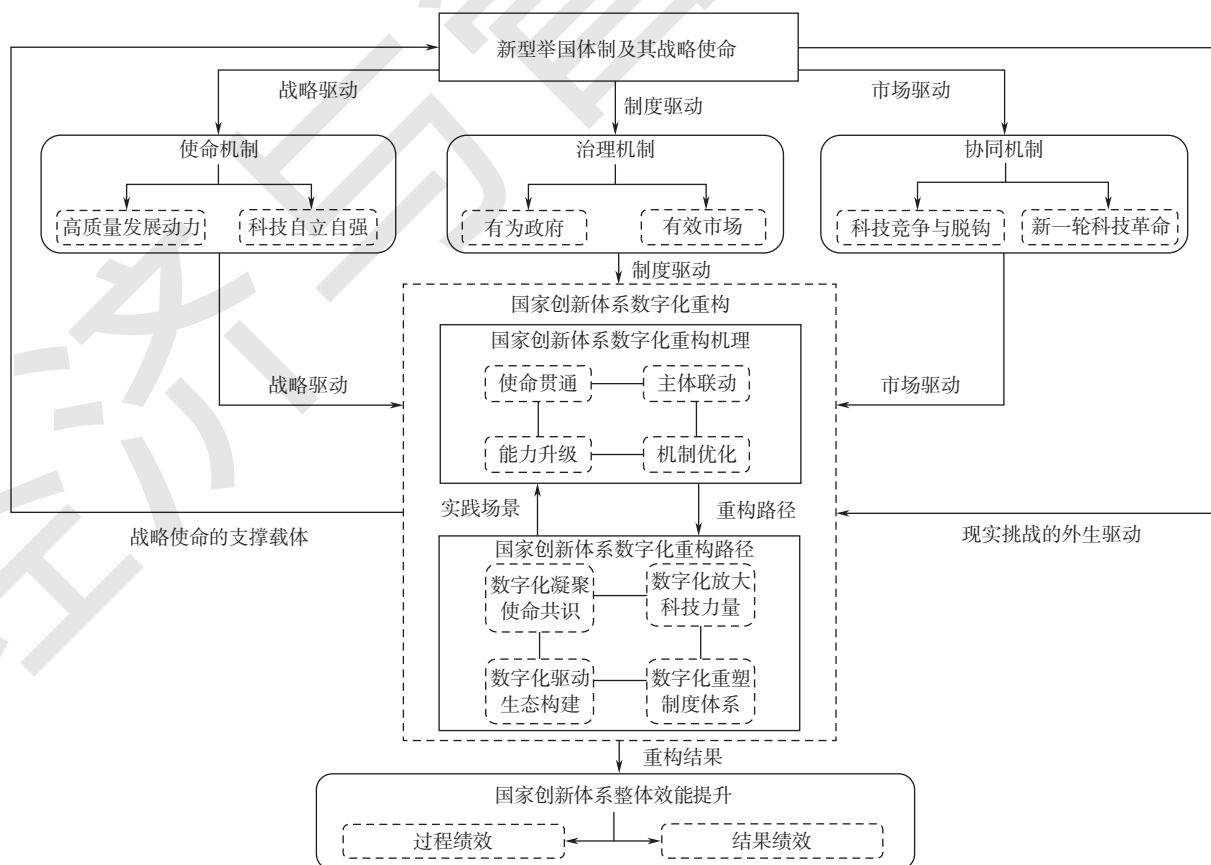 新型举国体制及其战略使命
战略驱动
制度驱动
市场驱动
使命机制
治理机制
协同机制
高质量发展动力
科技自立自强
有为政府
有效市场
科技竞争与脱钩
新一轮科技革命
制度驱动
国家创新体系数字化重构
国家创新体系数字化重构机理
使命贯通
主体联动
战略驱动
市场驱动
能力升级
机制优化
实践场景
重构路径
战略使命的支撑载体
现实挑战的外生驱动
国家创新体系数字化重构路径
数字化凝聚
使命共识
数字化放大
科技力量
数字化驱动
生态构建
数字化重塑
制度体系
重构结果
国家创新体系整体效能提升
过程绩效
结果绩效